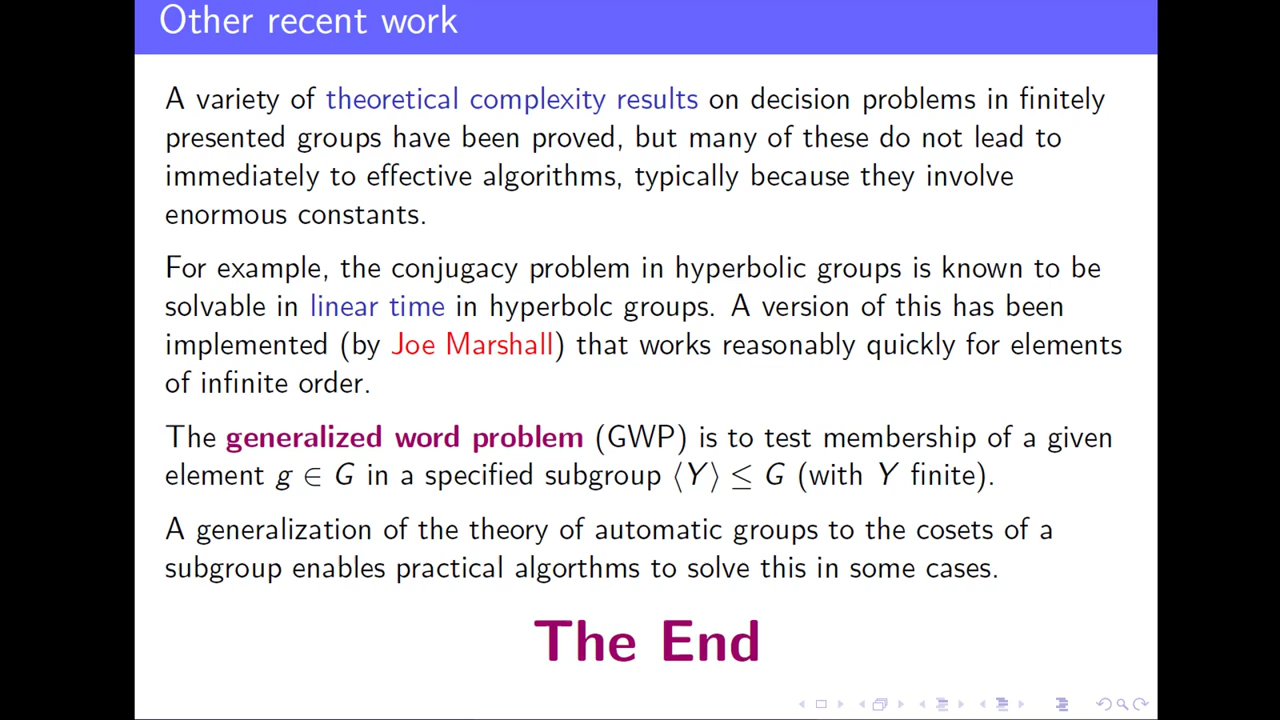 Other recent work
A variety of theoretical complexity results on decision problems in finitely
presented groups have been proved, but many of these do not lead to
immediately to effective algorithms, typically because they involve
enormous constants.
For example, the conjugacy problem in hyperbolic groups is known to be
solvable in linear time in hyperbolc groups. A version of this has been
implemented (by Joe Marshall) that works reasonably quickly for elements
of infinite order.
The generalized word problem (GWP) is to test membership of a given
element g ∈ G in a specified subgroup ⟨Y⟩ ≤ G (with Y finite).
A generalization of the theory of automatic groups to the cosets of a
subgroup enables practical algorthms to solve this in some cases.
The End